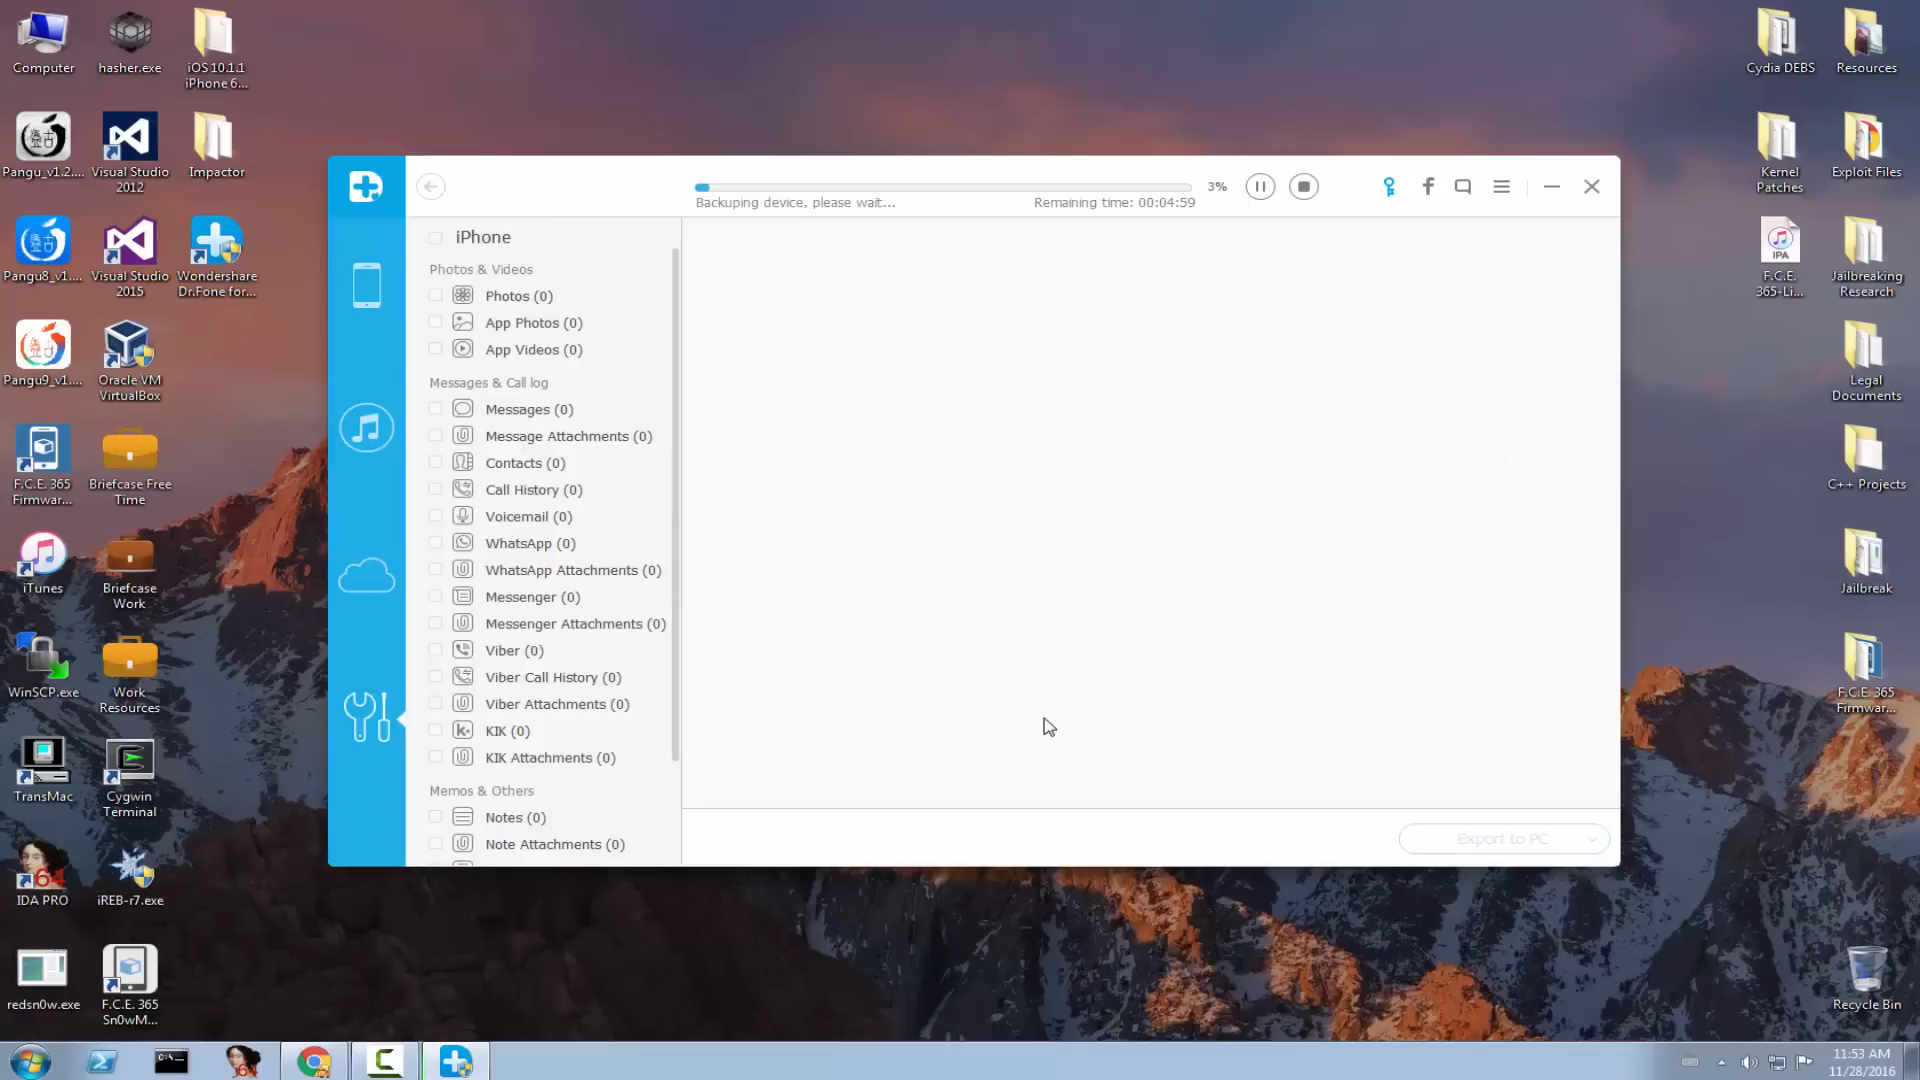 Computer
hasher.exe
iOS10.1.1
iPhone 6...
Pangu_v1.2....
Visual Studio
2012
Impactor
Pangu8_v1....
Visual Studio
2015
Wondershare
Dr.Fone for...
Pangu9_v1....
Oracle VM
VirtualBox
F.C.E. 365
Firmwar...
Briefcase Free
Time
iTunes
Briefcase
Work
WinSCP.exe
Work
Resources
TransMac
Cygwin
Terminal
64
IDA PRO
iREB-r7.exe
redsn0w.exe
F.C.E. 365
Sn0wM...
3%
Backuping device, please wait...
Remaining time: 00:04:59
iPhone
Photos & Videos
Photos (0)
App Photos (0)
App Videos (0)
Messages & Call log
Messages (0)
Message Attachments (0)
Contacts (0)
Call History (0)
Voicemail (0)
WhatsApp (0)
WhatsApp Attachments (0)
Messenger (0)
Messenger Attachments (0)
Viber (0)
Viber Call History (0)
Viber Attachments (0)
KIK (0)
KIK Attachments (0)
Memos & Others
Notes (0)
Note Attachments (0)
Export to PC
Cydia DEBS
Resources
Kernel
Patches
Exploit Files
IPA
F.C.E.
365-Li...
Jailbreaking
Research
Legal
Documents
C++ Projects
Jailbreak
F.C.E. 365
Firmwar...
Recycle Bin
C:\_
64
11:53 AM
11/28/2016